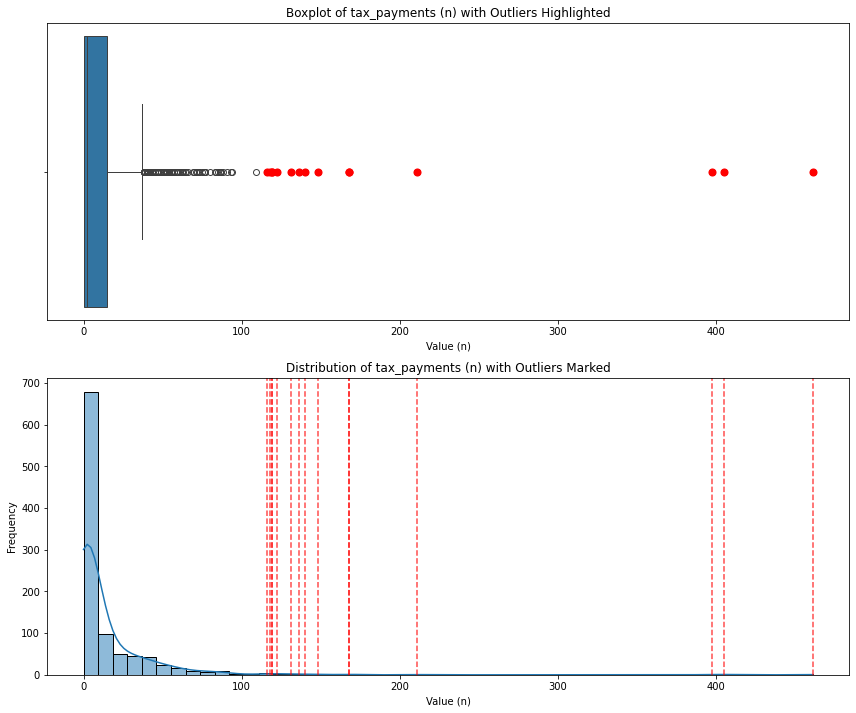 Boxplot of tax_payments (n) with Outliers Highlighted
0 100 200 300 400
Value (n)
Distribution of tax_payments (n) with Outliers Marked
700
600
500
400
300
200
100
0
Frequency
0 100 200 300 400
Value (n)